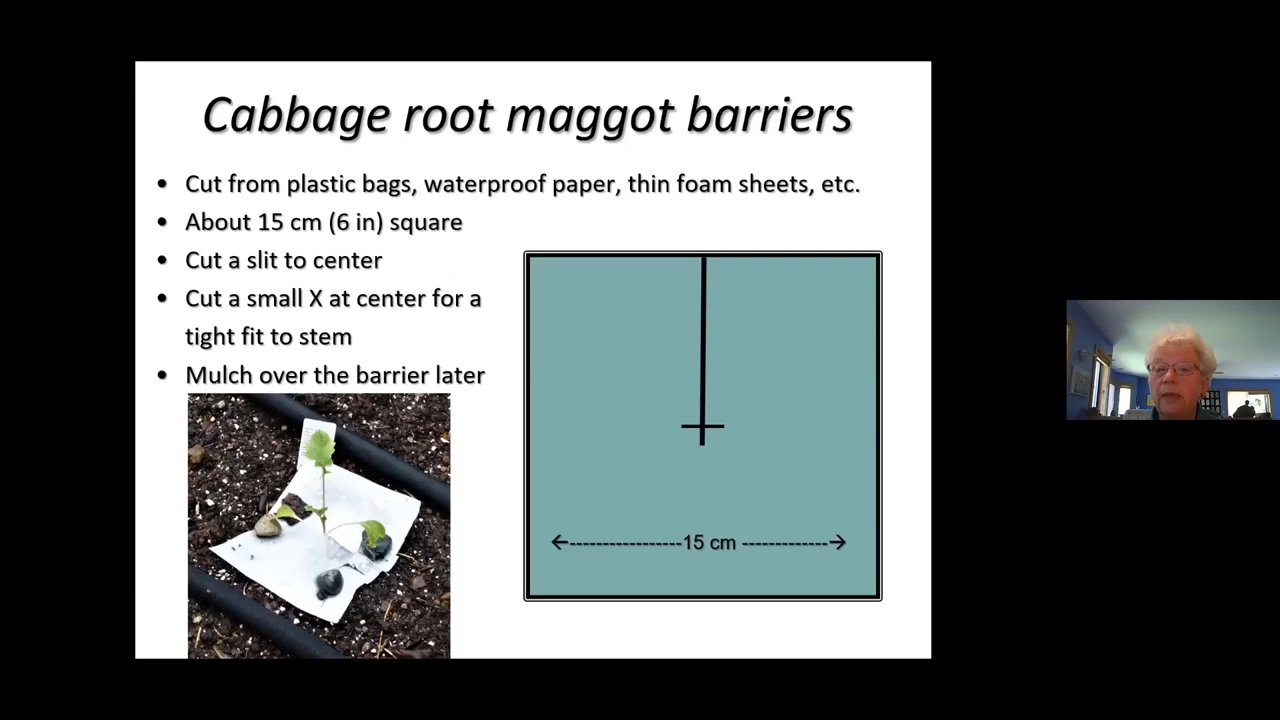 Cabbage root maggot barriers
• Cut from plastic bags, waterproof paper, thin foam sheets, etc.
• About 15 cm (6 in) square
• Cut a slit to center
• Cut a small X at center for a
tight fit to stem
• Mulch over the barrier later
←-----------------15 cm -------------→